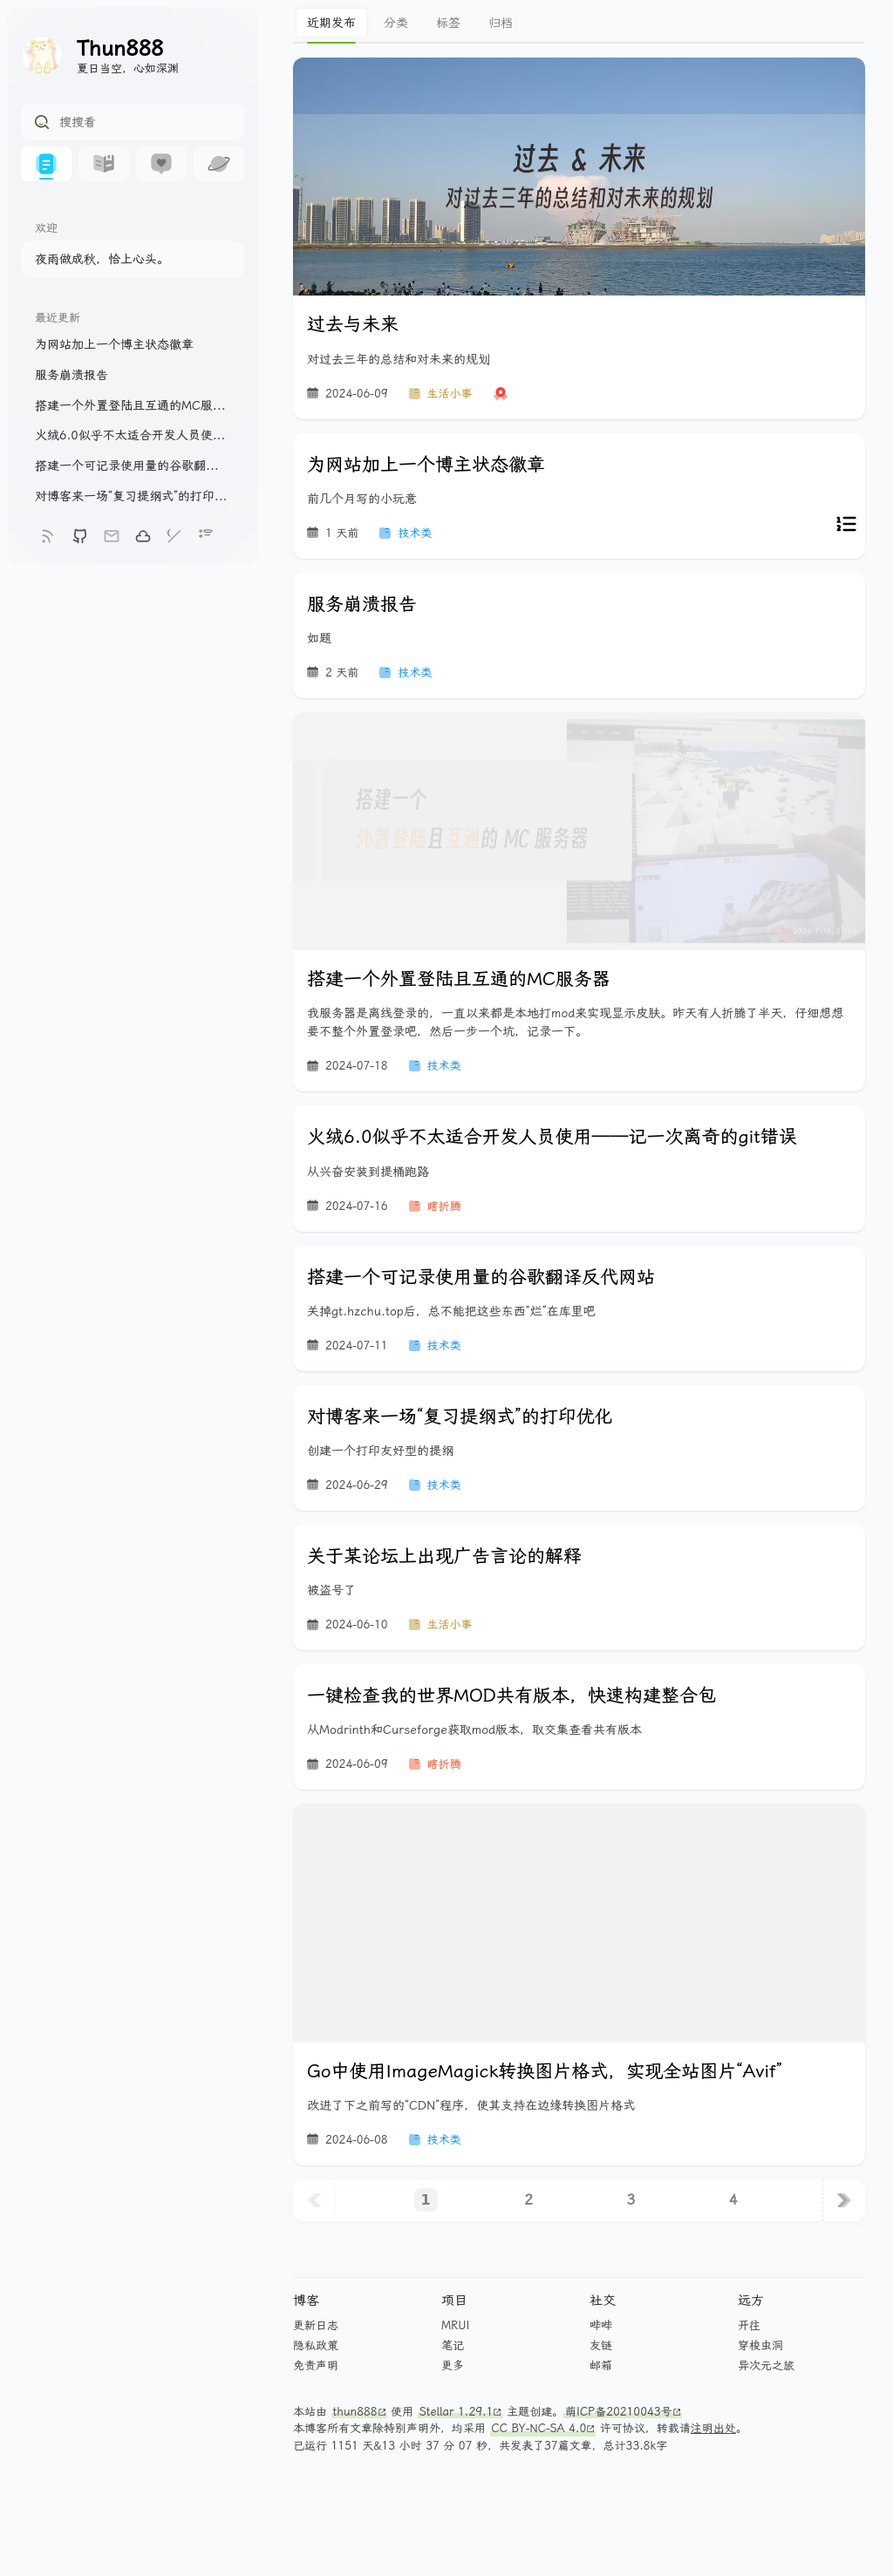 Thun888
夏日当空，心如深渊
搜搜看
欢迎
夜雨做成秋，恰上心头。
最近更新
为网站加上一个博主状态徽章
服务崩溃报告
搭建一个外置登陆且互通的MC服…
火绒6.0似乎不太适合开发人员使…
搭建一个可记录使用量的谷歌翻…
对博客来一场“复习提纲式”的打印…
近期发布 分类 标签 归档
过去 & 未来
对过去三年的总结和对未来的规划
过去与未来
对过去三年的总结和对未来的规划
2024-06-09 生活小事
为网站加上一个博主状态徽章
前几个月写的小玩意
1 天前 技术类
服务崩溃报告
如题
2 天前 技术类
搭建一个
外置登陆且互通的 MC 服务器
搭建一个外置登陆且互通的MC服务器
我服务器是离线登录的，一直以来都是本地打mod来实现显示皮肤。昨天有人折腾了半天，仔细想想
要不整个外置登录吧，然后一步一个坑，记录一下。
2024-07-18 技术类
火绒6.0似乎不太适合开发人员使用——记一次离奇的git错误
从兴奋安装到提桶跑路
2024-07-16 瞎折腾
搭建一个可记录使用量的谷歌翻译反代网站
关掉gt.hzchu.top后，总不能把这些东西“烂”在库里吧
2024-07-11 技术类
对博客来一场“复习提纲式”的打印优化
创建一个打印友好型的提纲
2024-06-29 技术类
关于某论坛上出现广告言论的解释
被盗号了
2024-06-10 生活小事
一键检查我的世界MOD共有版本，快速构建整合包
从Modrinth和Curseforge获取mod版本，取交集查看共有版本
2024-06-09 瞎折腾
Go中使用ImageMagick转换图片格式，实现全站图片“Avif”
改进了下之前写的“CDN”程序，使其支持在边缘转换图片格式
2024-06-08 技术类
1 2 3 4
博客 项目 社交 远方
更新日志 MRUI 哔哔 开往
隐私政策 笔记 友链 穿梭虫洞
免责声明 更多 邮箱 异次元之旅
本站由 thun888 使用 Stellar 1.29.1 主题创建。萌ICP备20210043号
本博客所有文章除特别声明外，均采用 CC BY-NC-SA 4.0 许可协议，转载请注明出处。
已运行 1151 天&13 小时 37 分 07 秒，共发表了37篇文章，总计33.8k字